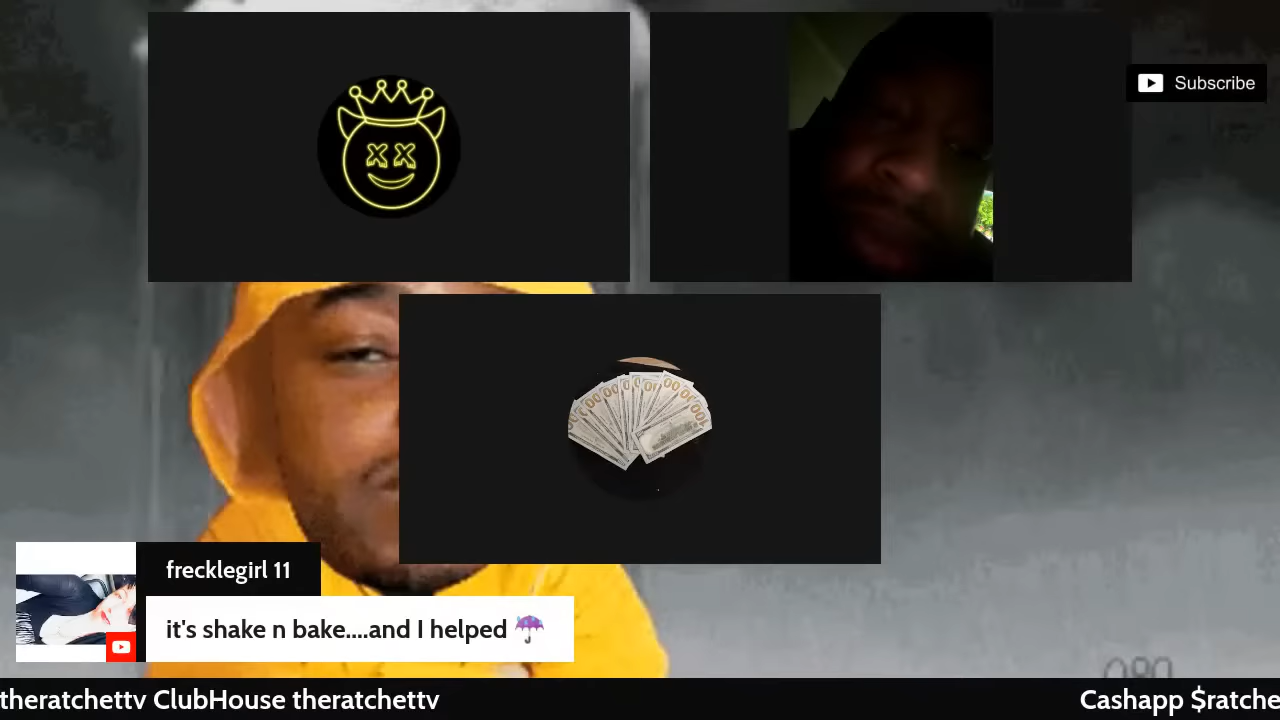 Subscribe
frecklegirl 11
it's shake n bake....and I helped ☔
theratchettv ClubHouse theratchettv
Cashapp $ratche